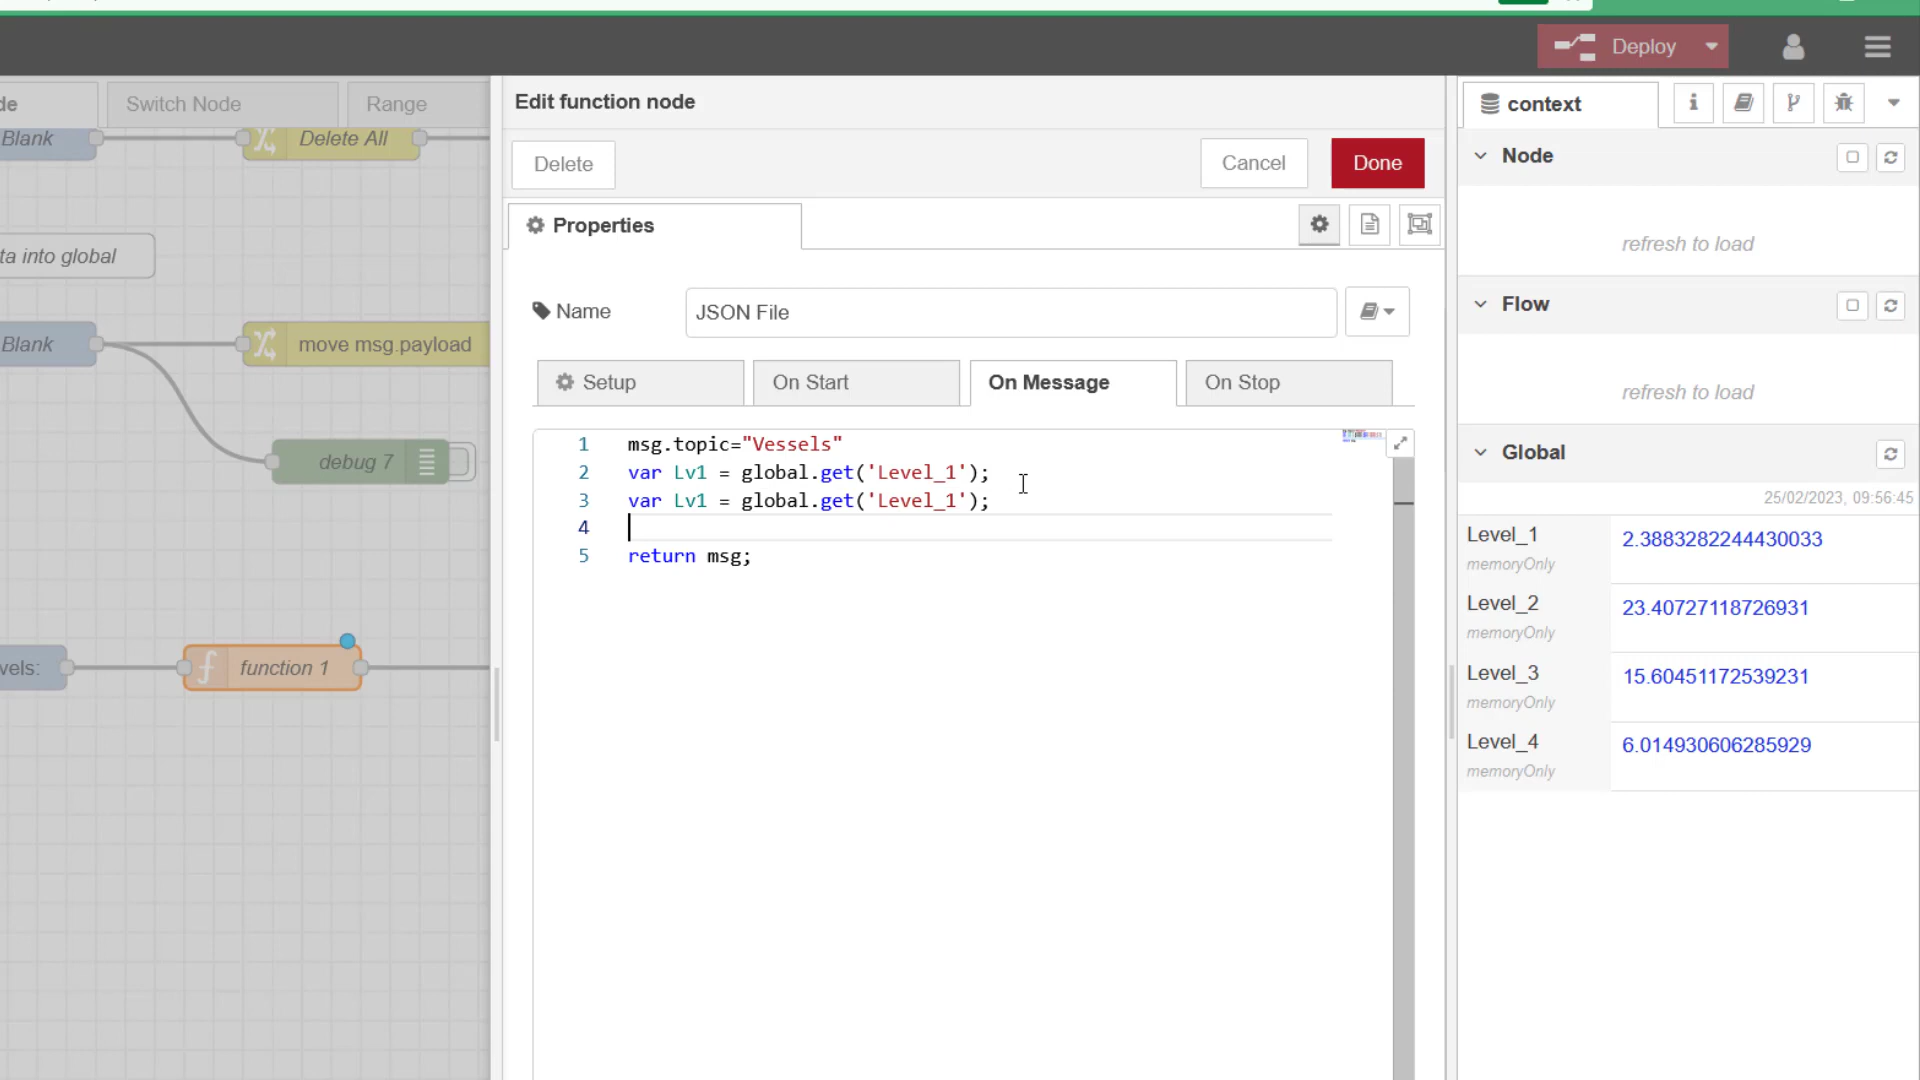 Deploy
de
Switch Node
Range
Blank
Delete All
ta into global
Blank
move msg.payload
debug 7
vels:
function 1
Edit function node
Delete
Cancel
Done
Properties
Name
JSON File
Setup
On Start
On Message
On Stop
1 msg.topic="Vessels"
2 var Lv1 = global.get('Level_1');
3 var Lv1 = global.get('Level_1');
4
5 return msg;
context
Node
refresh to load
Flow
refresh to load
Global
25/02/2023, 09:56:45
Level_1
2.3883282244430033
memoryOnly
Level_2
23.40727118726931
memoryOnly
Level_3
15.60451172539231
memoryOnly
Level_4
6.014930606285929
memoryOnly